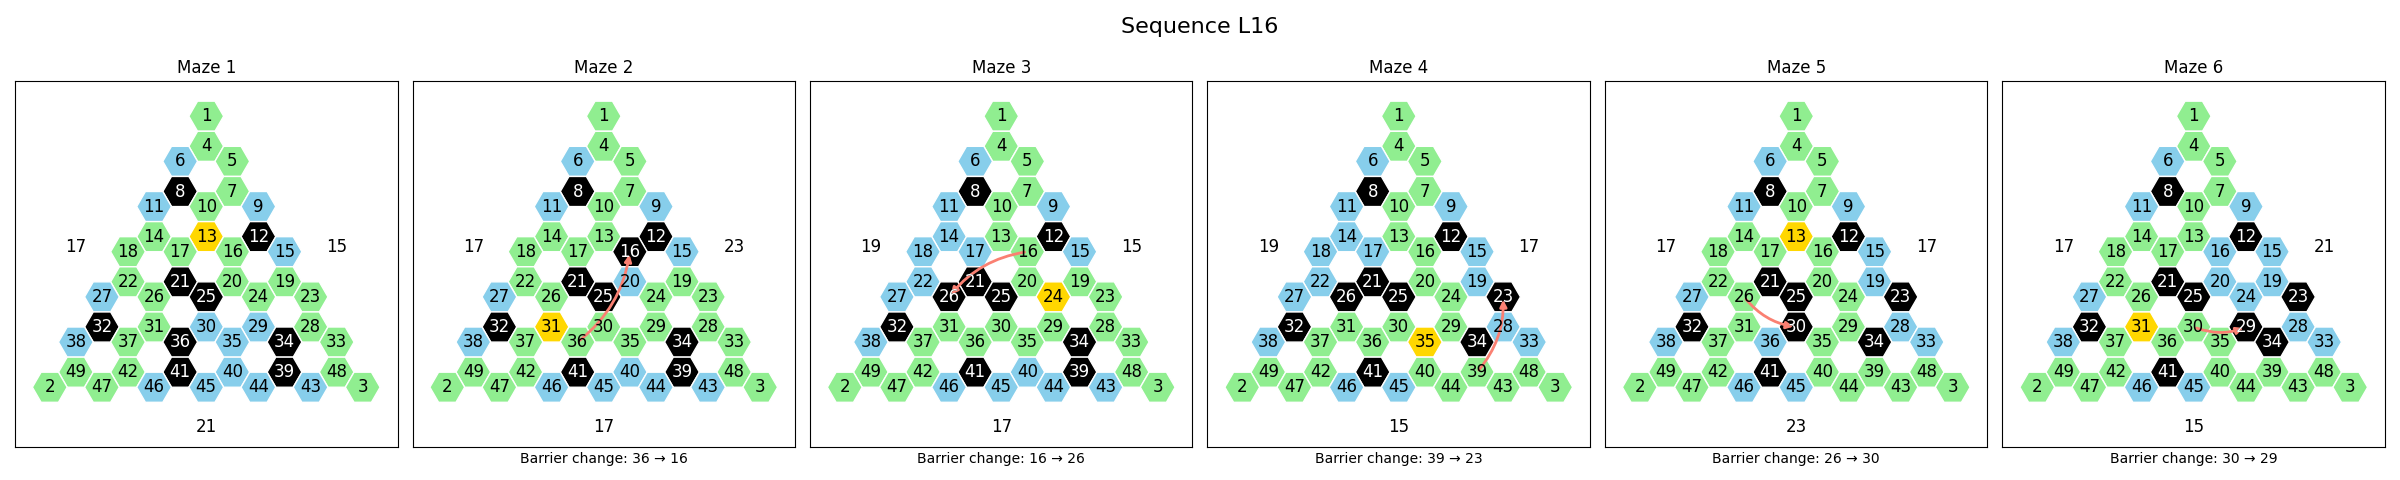 Sequence L16
Maze 1 Maze 2 Maze 3 Maze 4 Maze 5 Maze 6
1 1 1 1 1 1
4 4 4 4 4 4
6 5 6 5 6 5 6 5 6 5 6 5
8 7 8 7 8 7 8 7 8 7 8 7
11 10 9 11 10 9 11 10 9 11 10 9 11 10 9 11 10 9
14 13 12 14 13 12 14 13 12 14 13 12 14 13 12 14 13 12
17 18 17 16 15 15 17 18 17 16 15 23 19 18 17 16 15 15 19 18 17 16 15 17 17 18 17 16 15 17 17 18 17 16 15 21
22 21 20 19 22 21 20 19 22 21 20 19 22 21 20 19 22 21 20 19 22 21 20 19
27 26 25 24 23 27 26 25 24 23 27 26 25 24 23 27 26 25 24 23 27 26 25 24 23 27 26 25 24 23
32 31 30 29 28 32 31 30 29 28 32 31 30 29 28 32 31 30 29 28 32 31 30 29 28 32 31 30 29 28
38 37 36 35 34 33 38 37 36 35 34 33 38 37 36 35 34 33 38 37 36 35 34 33 38 37 36 35 34 33 38 37 36 35 34 33
49 42 41 40 39 48 49 42 41 40 39 48 49 42 41 40 39 48 49 42 41 40 39 48 49 42 41 40 39 48 49 42 41 40 39 48
2 47 46 45 44 43 3 2 47 46 45 44 43 3 2 47 46 45 44 43 3 2 47 46 45 44 43 3 2 47 46 45 44 43 3 2 47 46 45 44 43 3
21 17 17 15 23 15
Barrier change: 36 → 16 Barrier change: 16 → 26 Barrier change: 39 → 23 Barrier change: 26 → 30 Barrier change: 30 → 29